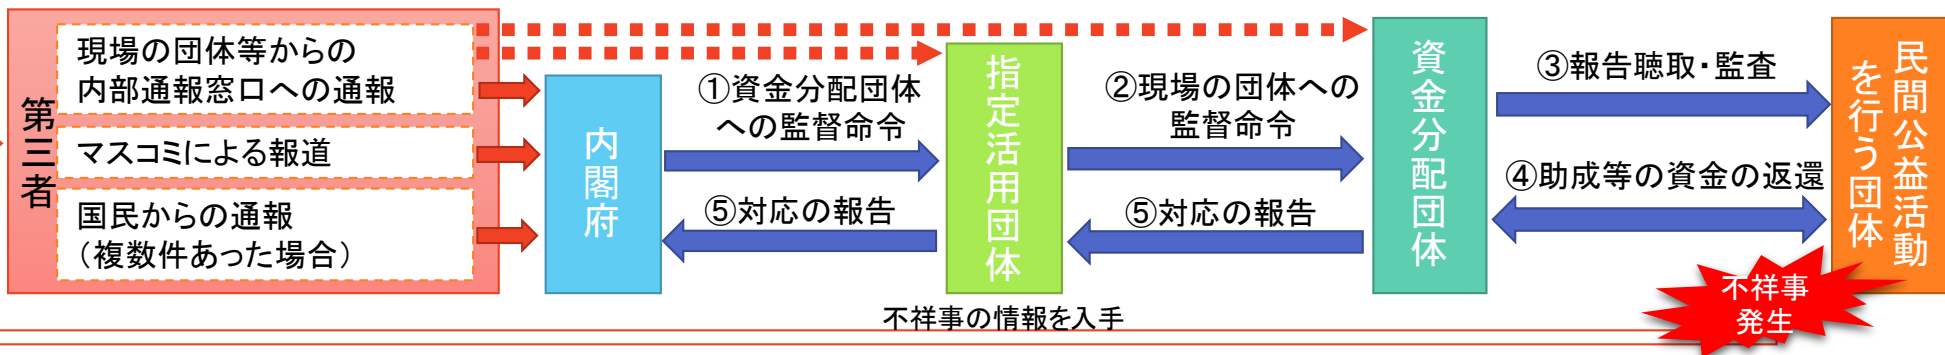 第三者
現場の団体等からの
内部通報窓口への通報
マスコミによる報道
国民からの通報
（複数件あった場合）
内閣府
①資金分配団体
への監督命令
⑤対応の報告
指定活用団体
②現場の団体への
監督命令
⑤対応の報告
資金分配団体
③報告聴取・監査
④助成等の資金の返還
民間公益活動
を行う団体
不祥事
発生
不祥事の情報を入手